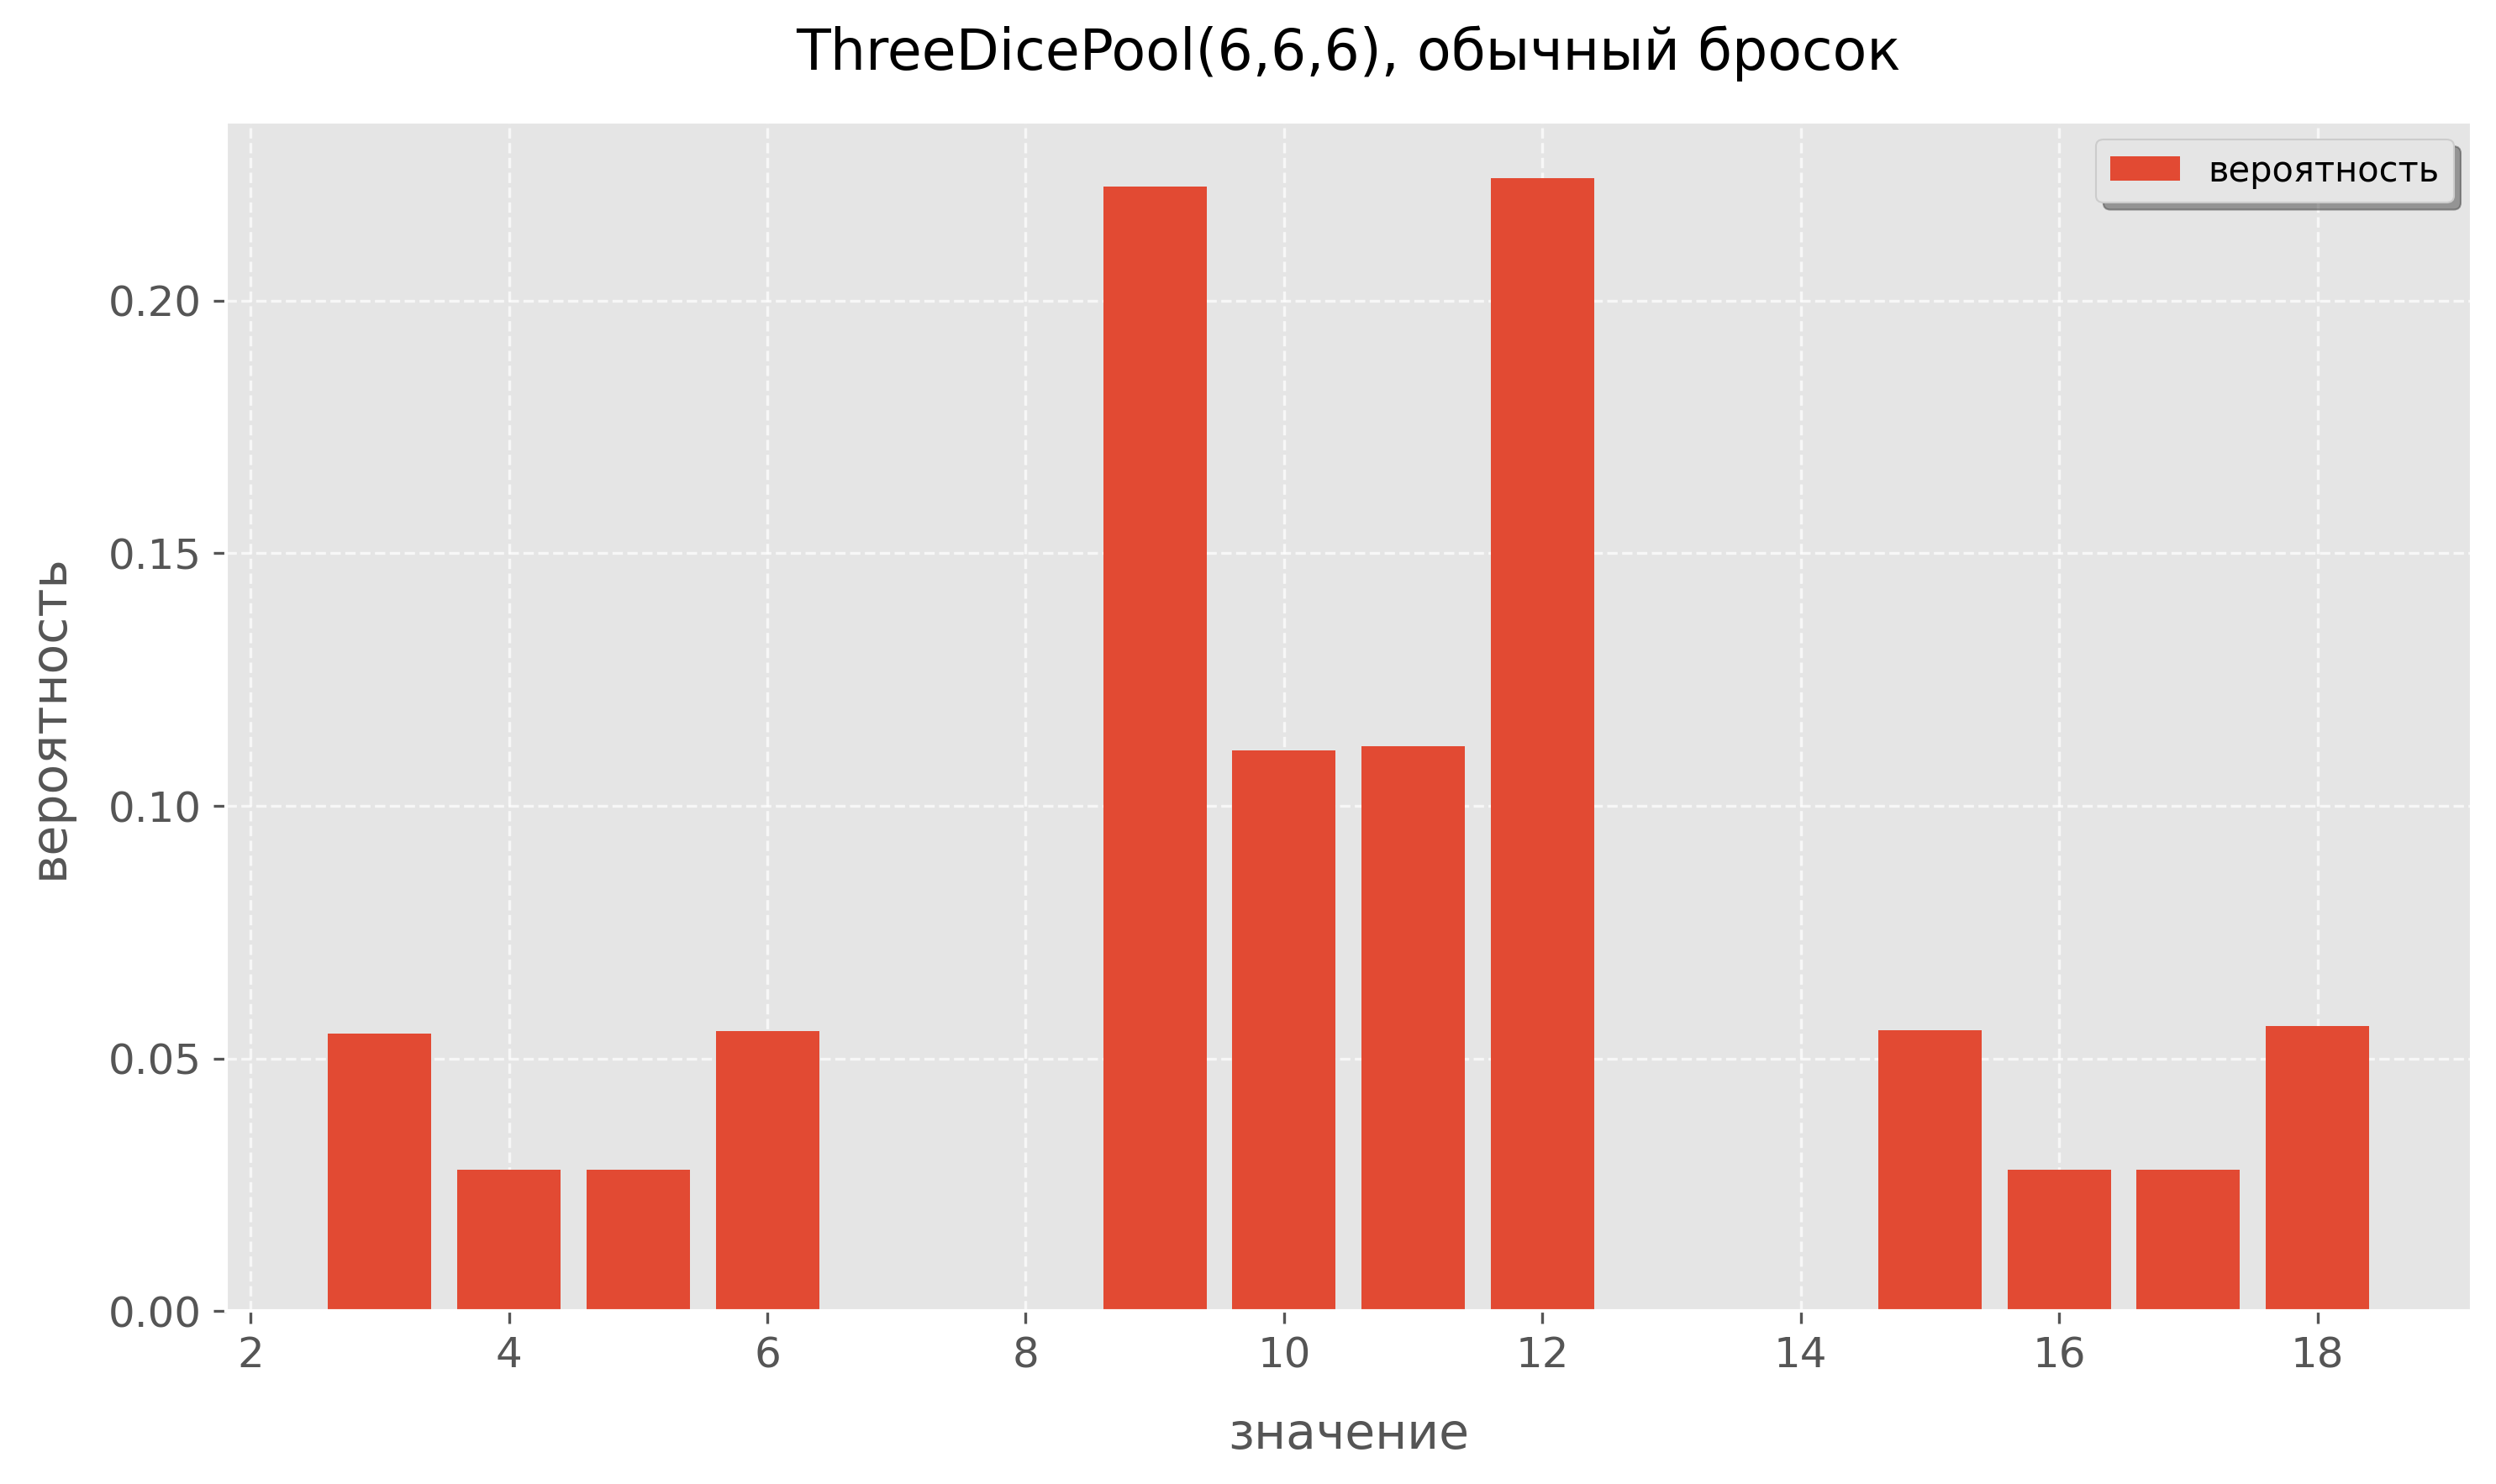 ThreeDicePool(6,6,6), обычный бросок
вероятность
0.20
0.15
0.10
0.05
0.00
вероятность
2 4 6 8 10 12 14 16 18
значение